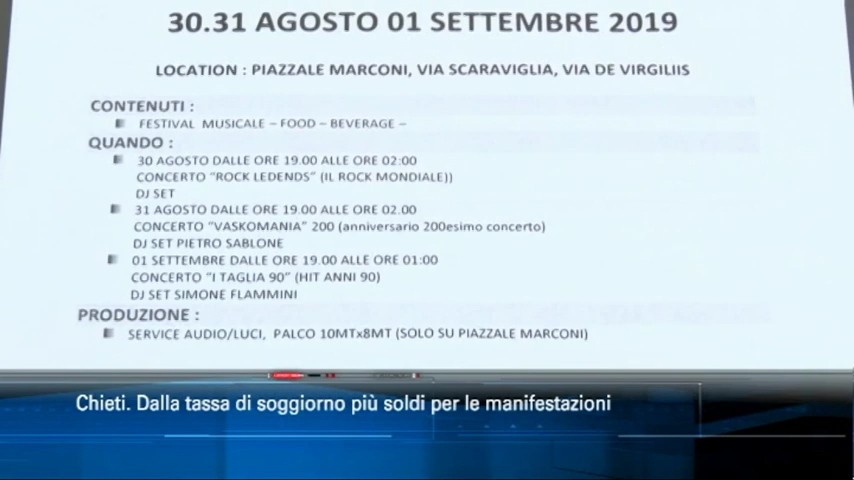 30.31 AGOSTO 01 SETTEMBRE 2019
LOCATION : PIAZZALE MARCONI, VIA SCARAVIGLIA, VIA DE VIRGILIIS
CONTENUTI :
FESTIVAL MUSICALE – FOOD – BEVERAGE –
QUANDO :
30 AGOSTO DALLE ORE 19.00 ALLE ORE 02:00
CONCERTO "ROCK LEDENDS" (IL ROCK MONDIALE))
DJ SET
31 AGOSTO DALLE ORE 19.00 ALLE ORE 02.00
CONCERTO "VASKOMANIA" 200 (anniversario 200esimo concerto)
DJ SET PIETRO SABLONE
01 SETTEMBRE DALLE ORE 19.00 ALLE ORE 01:00
CONCERTO "I TAGLIA 90" (HIT ANNI 90)
DJ SET SIMONE FLAMMINI
PRODUZIONE :
SERVICE AUDIO/LUCI, PALCO 10MTx8MT (SOLO SU PIAZZALE MARCONI)
Chieti. Dalla tassa di soggiorno più soldi per le manifestazioni